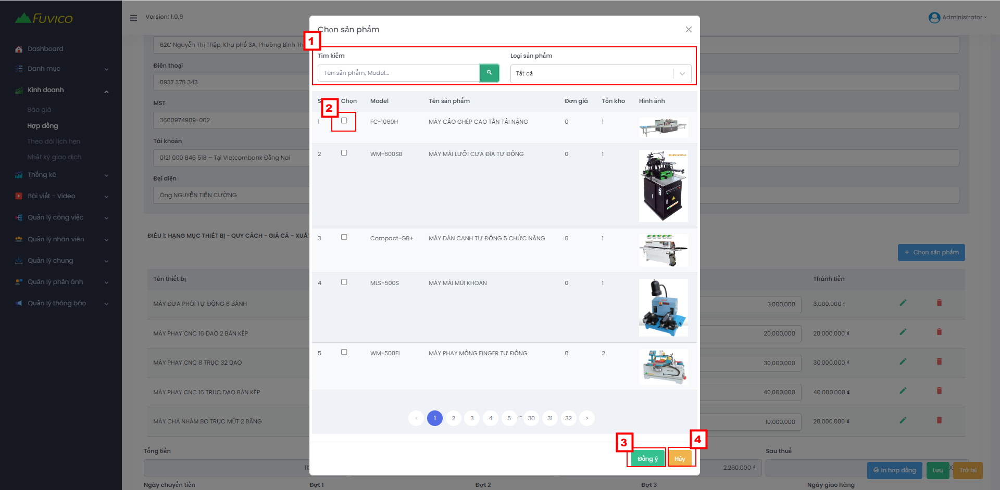 FUVICO
Version: 1.0.9
Administrator
Dashboard
Danh mục
Kinh doanh
Báo giá
Hợp đồng
Theo dõi lịch hẹn
Nhật ký giao dịch
Thống kê
Bài viết - Video
Quản lý công việc
Quản lý nhân viên
Quản lý chung
Quản lý phản ánh
Quản lý thông báo
62C Nguyễn Thị Thập, Khu phố 3A, Phường Bình
Điên thoại
0937 378 343
MST
3600974909-002
Tài khoản
0121 000 846 518 – Tại Vietcombank Đồng Nai
Đại diện
Ông NGUYỄN TIẾN CƯỜNG
ĐIỀU 1: HẠNG MỤC THIẾT BỊ - QUY CÁCH - GIÁ CẢ - XUẤT
+ Chọn sản phẩm
Tên thiết bị
Thành tiền
MÁY ĐƯA PHÔI TỰ ĐỘNG 6 BÁNH
3,000,000
3.000.000 ₫
MÁY PHAY CNC 16 DAO 2 BÀN KÉP
20,000,000
20.000.000 ₫
MÁY PHAY CNC 8 TRỤC 32 DAO
30,000,000
30.000.000 ₫
MÁY PHAY CNC 16 TRỤC DAO BÀN KÉP
40,000,000
40.000.000 ₫
MÁY CHÀ NHÁM BO TRỤC MÚT 2 BĂNG
10,000,000
20.000.000 ₫
Tổng tiền
Sau thuế
2.260.000 ₫
In hợp đồng
Lưu
Trở lại
Ngày chuyển tiền
Đợt 1
Đợt 2
Đợt 3
Ngày giao hàng
Chọn sản phẩm
1
Tìm kiếm
Loại sản phẩm
Tên sản phẩm, Model...
Tất cả
2
Chọn
Model
Tên sản phẩm
Đơn giá
Tồn kho
Hình ảnh
1
FC-1060H
MÁY CẢO GHÉP CAO TẦN TẢI NẶNG
0
1
2
WM-600SB
MÁY MÀI LƯỠI CƯA ĐĨA TỰ ĐỘNG
0
1
3
Compact-GB+
MÁY DÁN CẠNH TỰ ĐỘNG 5 CHỨC NĂNG
0
1
4
MLS-500S
MÁY MÀI MŨI KHOAN
0
1
5
WM-500FI
MÁY PHAY MỘNG FINGER TỰ ĐỘNG
0
2
< 1 2 3 4 5 ... 30 31 32 >
3
4
Đồng ý
Hủy